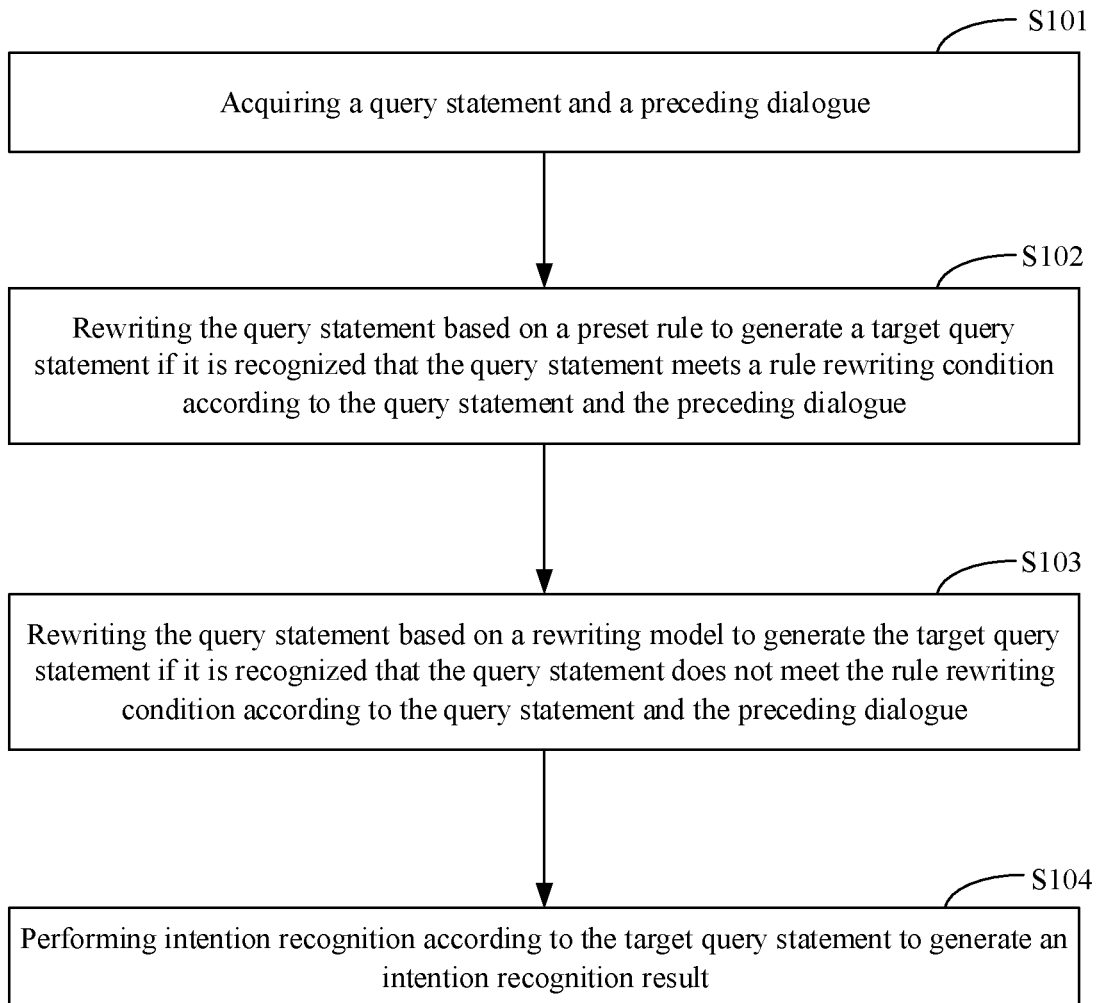 S101
Acquiring a query statement and a preceding dialogue
S102
Rewriting the query statement based on a preset rule to generate a target query
statement if it is recognized that the query statement meets a rule rewriting condition
according to the query statement and the preceding dialogue
S103
Rewriting the query statement based on a rewriting model to generate the target query
statement if it is recognized that the query statement does not meet the rule rewriting
condition according to the query statement and the preceding dialogue
S104
Performing intention recognition according to the target query statement to generate an
intention recognition result